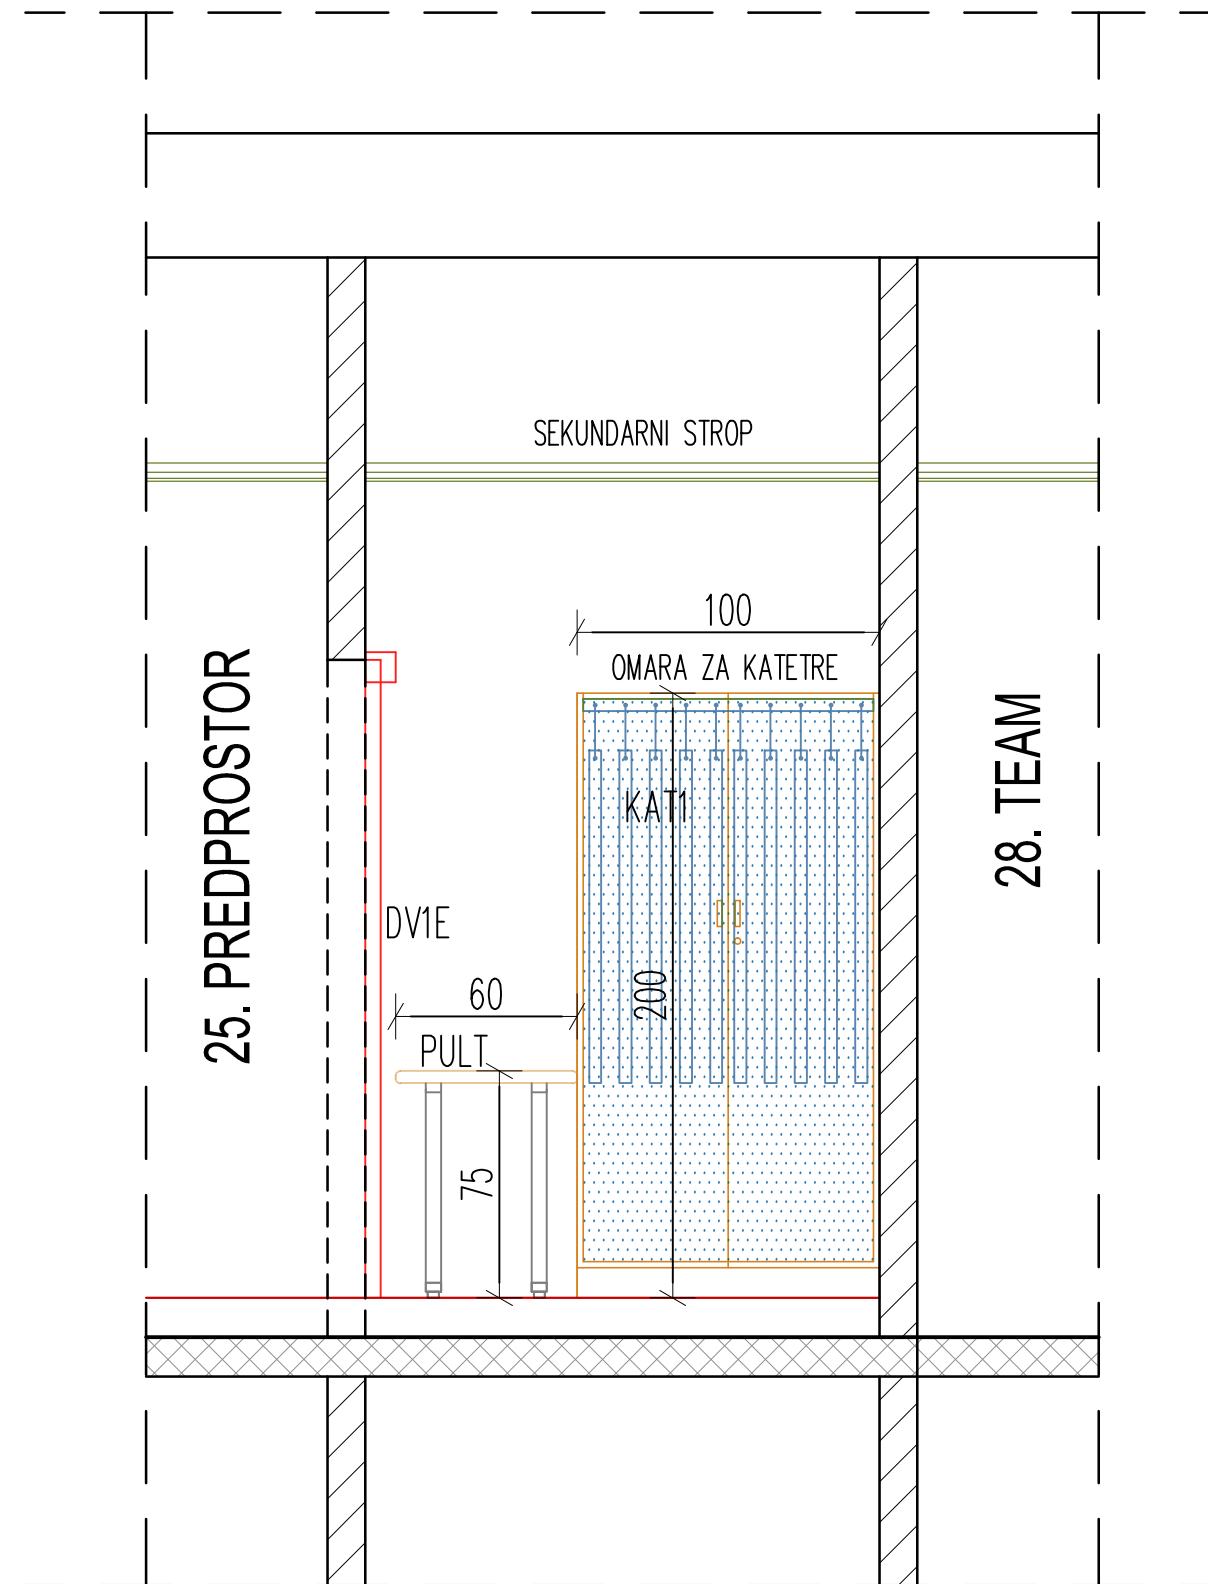 SEKUNDARNI STROP
100
OMARA ZA KATETRE
25. PREDPROSTOR
28. TEAM
KAT1
DV1E
60
200
PULT
75